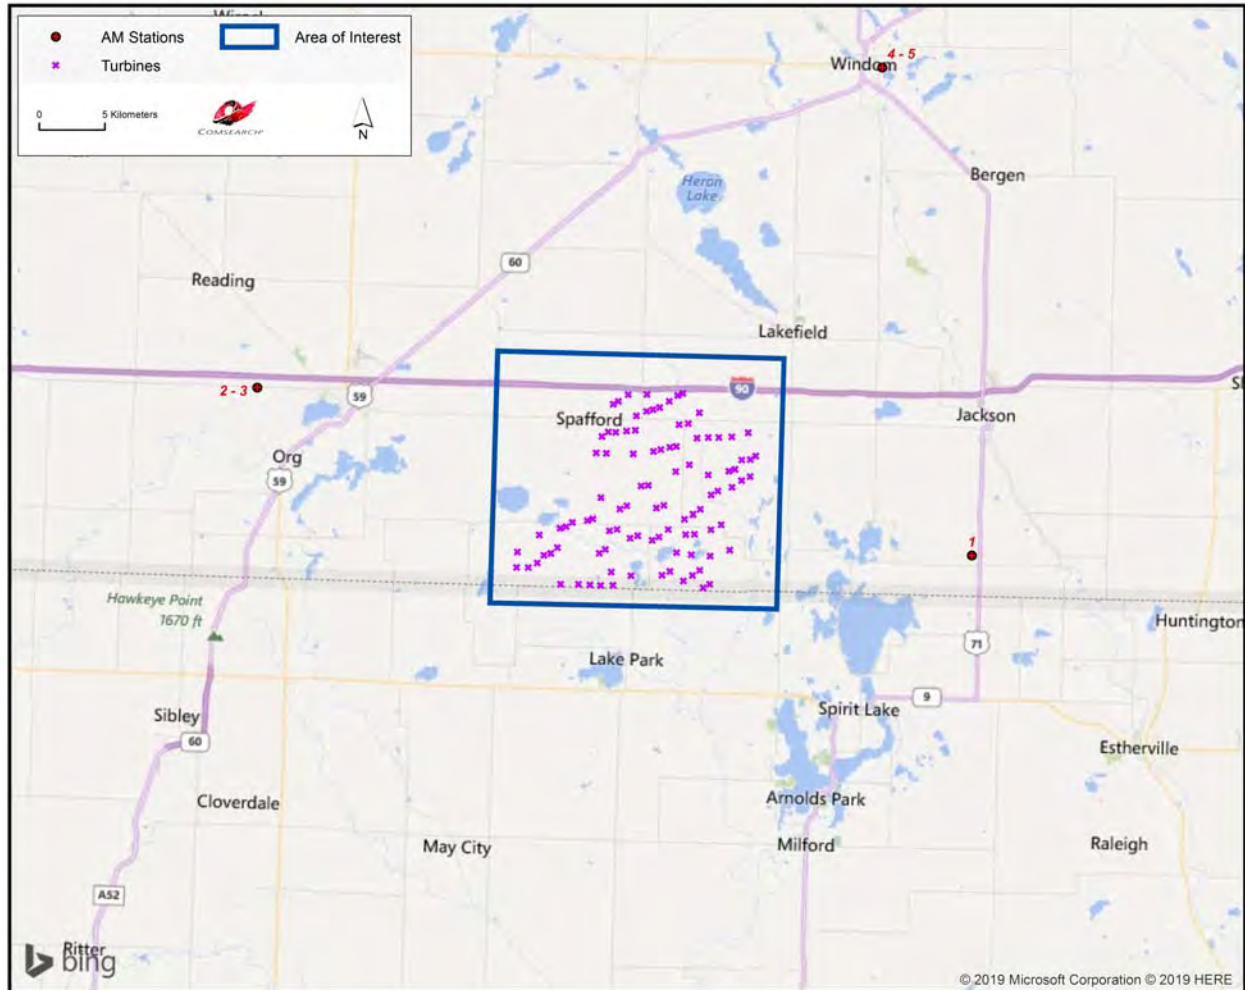 AM Stations
Area of Interest
Turbines
0
5 Kilometers
COMSEARCH
N
4 - 5
Windom
Bergen
Heron
Lake
60
Reading
Lakefield
2 - 3
59
90
Spafford
Jackson
Org
59
1
Hawkeye Point
1670 ft
Huntington
Lake Park
71
Spirit Lake
9
Sibley
60
Estherville
Cloverdale
Arnolds Park
May City
Milford
Raleigh
A52
Ritter
bing
© 2019 Microsoft Corporation © 2019 HERE